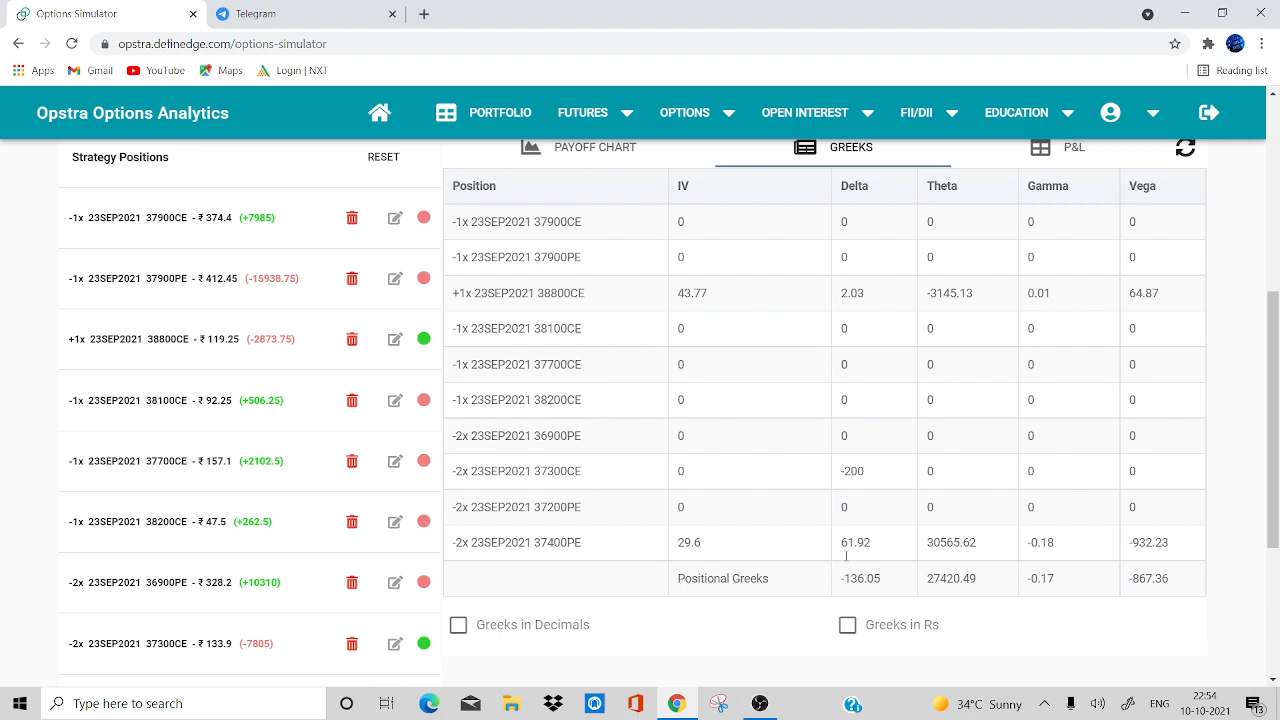 Options Simulator
Telegram
opstra.definedge.com/options-simulator
Apps
Gmail
YouTube
Maps
Login | NXT
Reading list
Opstra Options Analytics
PORTFOLIO
FUTURES
OPTIONS
OPEN INTEREST
FII/DII
EDUCATION
Strategy Positions
RESET
PAYOFF CHART
GREEKS
P&L
-1x 23SEP2021 37900CE - ₹ 374.4 (+7985)
-1x 23SEP2021 37900PE - ₹ 412.45 (-15938.75)
+1x 23SEP2021 38800CE - ₹ 119.25 (-2873.75)
-1x 23SEP2021 38100CE - ₹ 92.25 (+506.25)
-1x 23SEP2021 37700CE - ₹ 157.1 (+2102.5)
-1x 23SEP2021 38200CE - ₹ 47.5 (+262.5)
-2x 23SEP2021 36900PE - ₹ 328.2 (+10310)
-2x 23SEP2021 37300CE - ₹ 133.9 (-7805)
Position IV Delta Theta Gamma Vega
-1x 23SEP2021 37900CE 0 0 0 0 0
-1x 23SEP2021 37900PE 0 0 0 0 0
+1x 23SEP2021 38800CE 43.77 2.03 -3145.13 0.01 64.87
-1x 23SEP2021 38100CE 0 0 0 0 0
-1x 23SEP2021 37700CE 0 0 0 0 0
-1x 23SEP2021 38200CE 0 0 0 0 0
-2x 23SEP2021 36900PE 0 0 0 0 0
-2x 23SEP2021 37300CE 0 -200 0 0 0
-2x 23SEP2021 37200PE 0 0 0 0 0
-2x 23SEP2021 37400PE 29.6 61.92 30565.62 -0.18 -932.23
Positional Greeks -136.05 27420.49 -0.17 -867.36
Greeks in Decimals
Greeks in Rs
Type here to search
34°C Sunny
22:54
10-10-2021